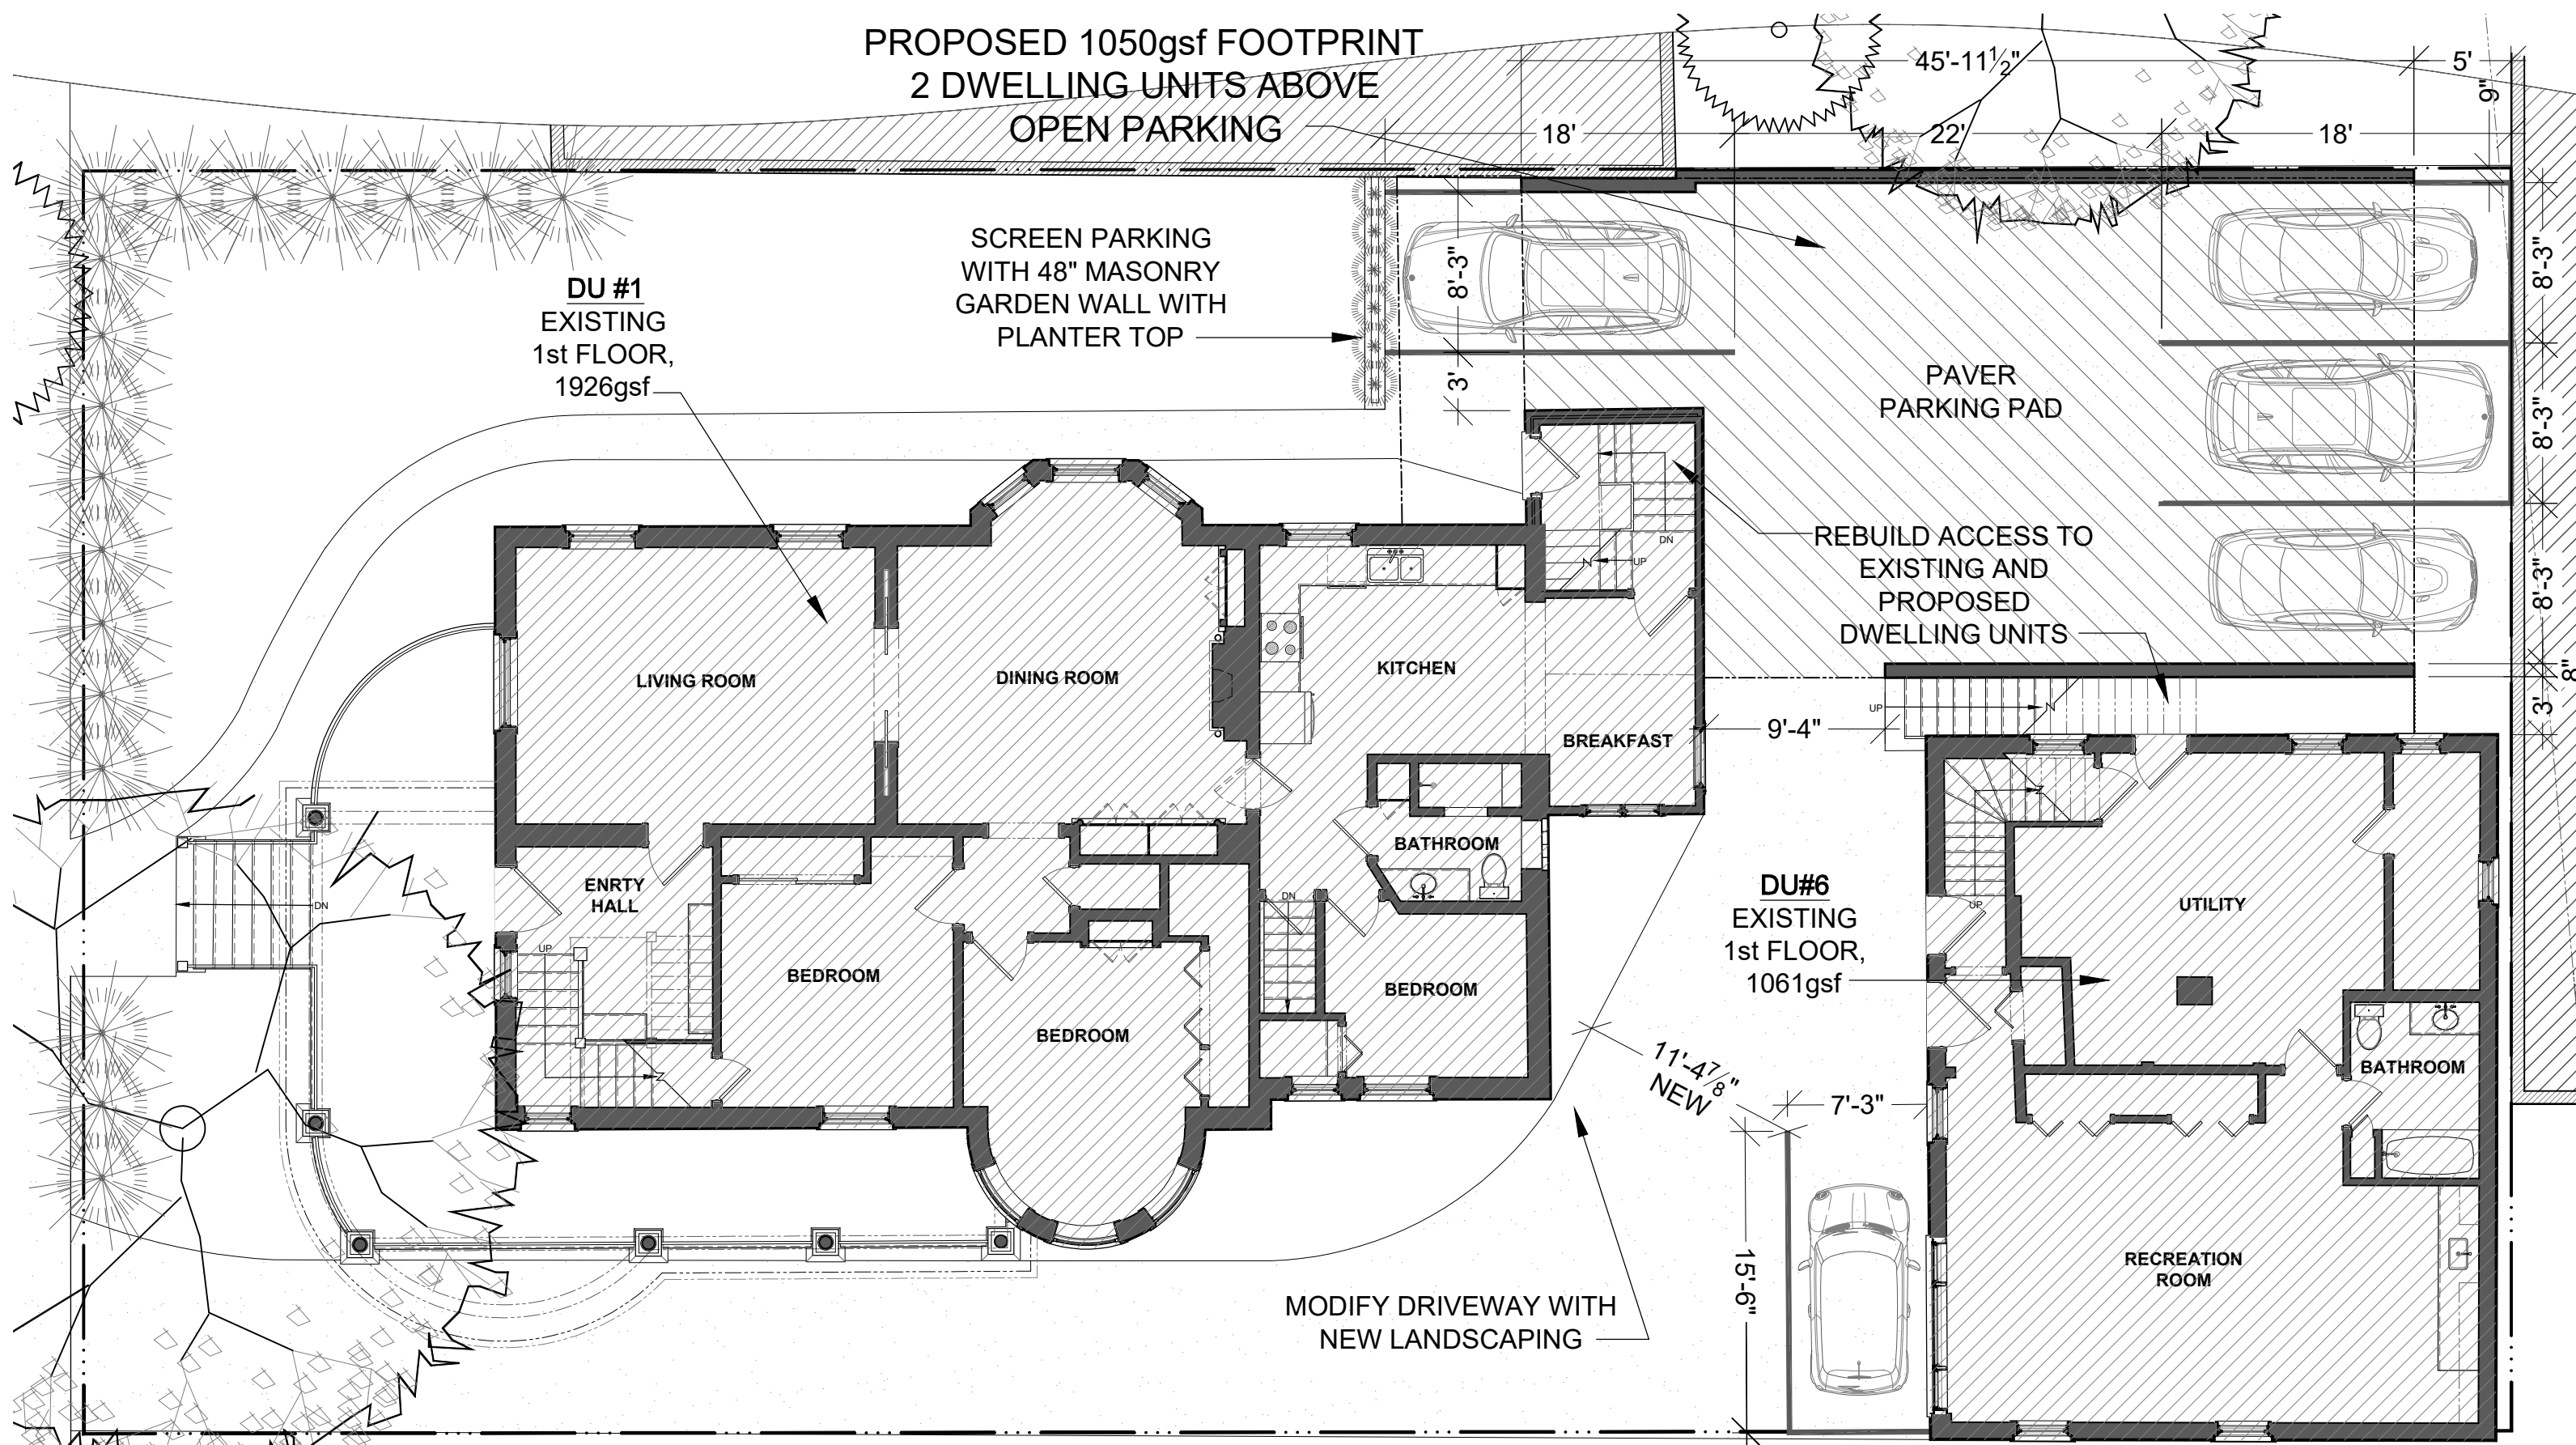 PROPOSED 1050gsf FOOTPRINT
2 DWELLING UNITS ABOVE
OPEN PARKING
45'-11½"
5'
9"
18'
22'
18'
SCREEN PARKING
WITH 48" MASONRY
GARDEN WALL WITH
PLANTER TOP
8'-3"
3'
8'-3"
8'-3"
8'-3"
8"
3'
DU #1
EXISTING
1st FLOOR,
1926gsf
PAVER
PARKING PAD
REBUILD ACCESS TO
EXISTING AND
PROPOSED
DWELLING UNITS
DN
UP
LIVING ROOM
DINING ROOM
KITCHEN
BREAKFAST
9'-4"
UP
BATHROOM
ENRTY
HALL
DN
UP
BEDROOM
BEDROOM
DN
BEDROOM
DU#6
EXISTING
1st FLOOR,
1061gsf
UP
UTILITY
BATHROOM
11'-4⅞"
NEW
7'-3"
15'-6"
RECREATION
ROOM
MODIFY DRIVEWAY WITH
NEW LANDSCAPING